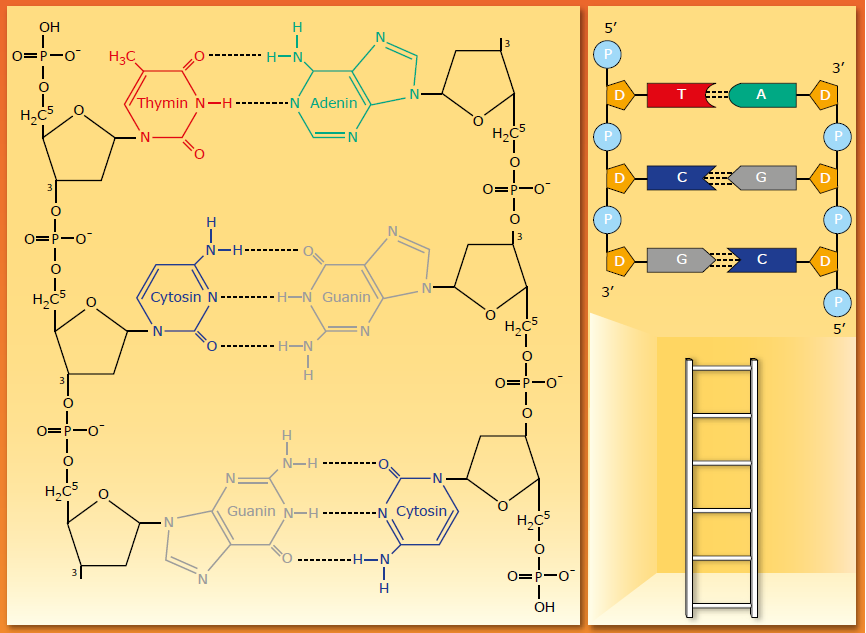 OH
O=P—O⁻
O
H₂C⁵
O
3
H₃C
O
Thymin
N—H
N
O
H
H—N
N
Adenin
N
N
N
3
O
H₂C⁵
O
O=P—O⁻
O
O
O=P—O⁻
O
H₂C⁵
O
3
H
N—H
Cytosin
N
N
O
O
H—N
Guanin
N
N
N
H—N
H
3
O
H₂C⁵
O
O=P—O⁻
O
O
O=P—O⁻
O
H₂C⁵
O
3
H
N—H
N
Guanin
N—H
N
N
O
O
N
N
Cytosin
H—N
H
O
H₂C⁵
O
O=P—O⁻
OH
5′
P
3′
D
T
A
D
P
P
D
C
G
D
P
P
D
G
C
D
3′
P
5′